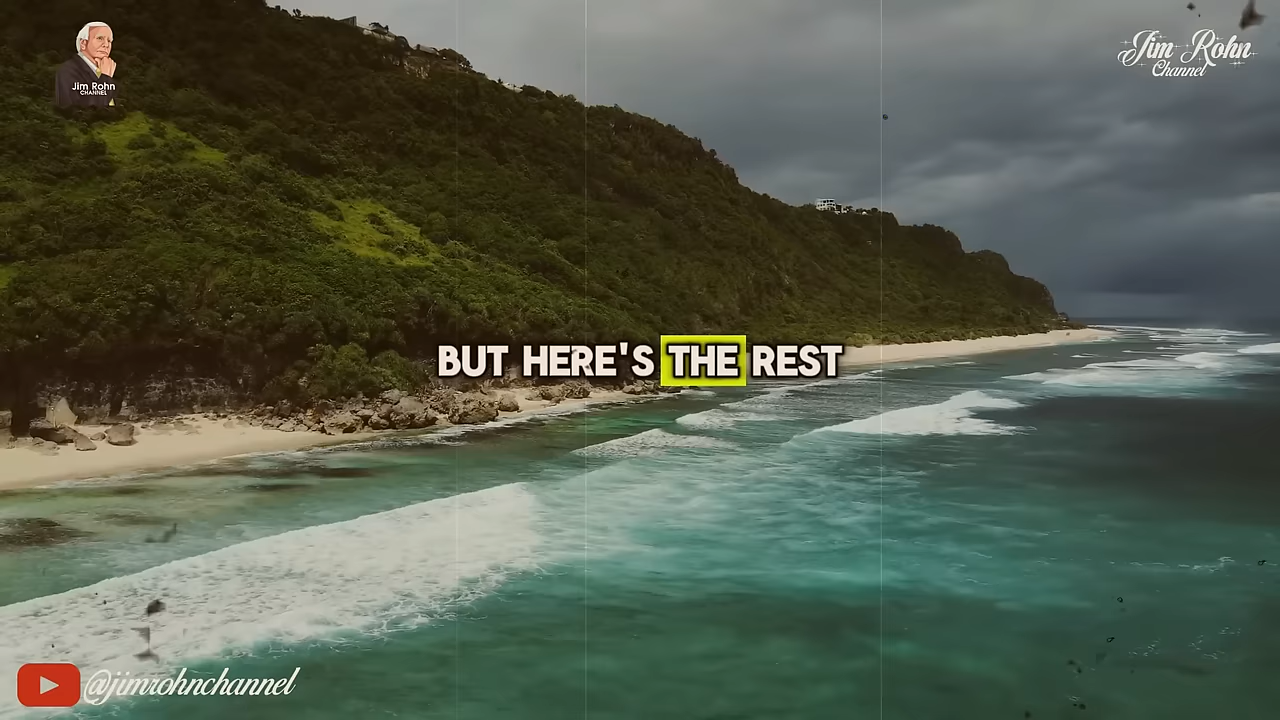 Jim Rohn
CHANNEL
Jim Rohn
Channel
BUT HERE'S THE REST
@jimrohnchannel